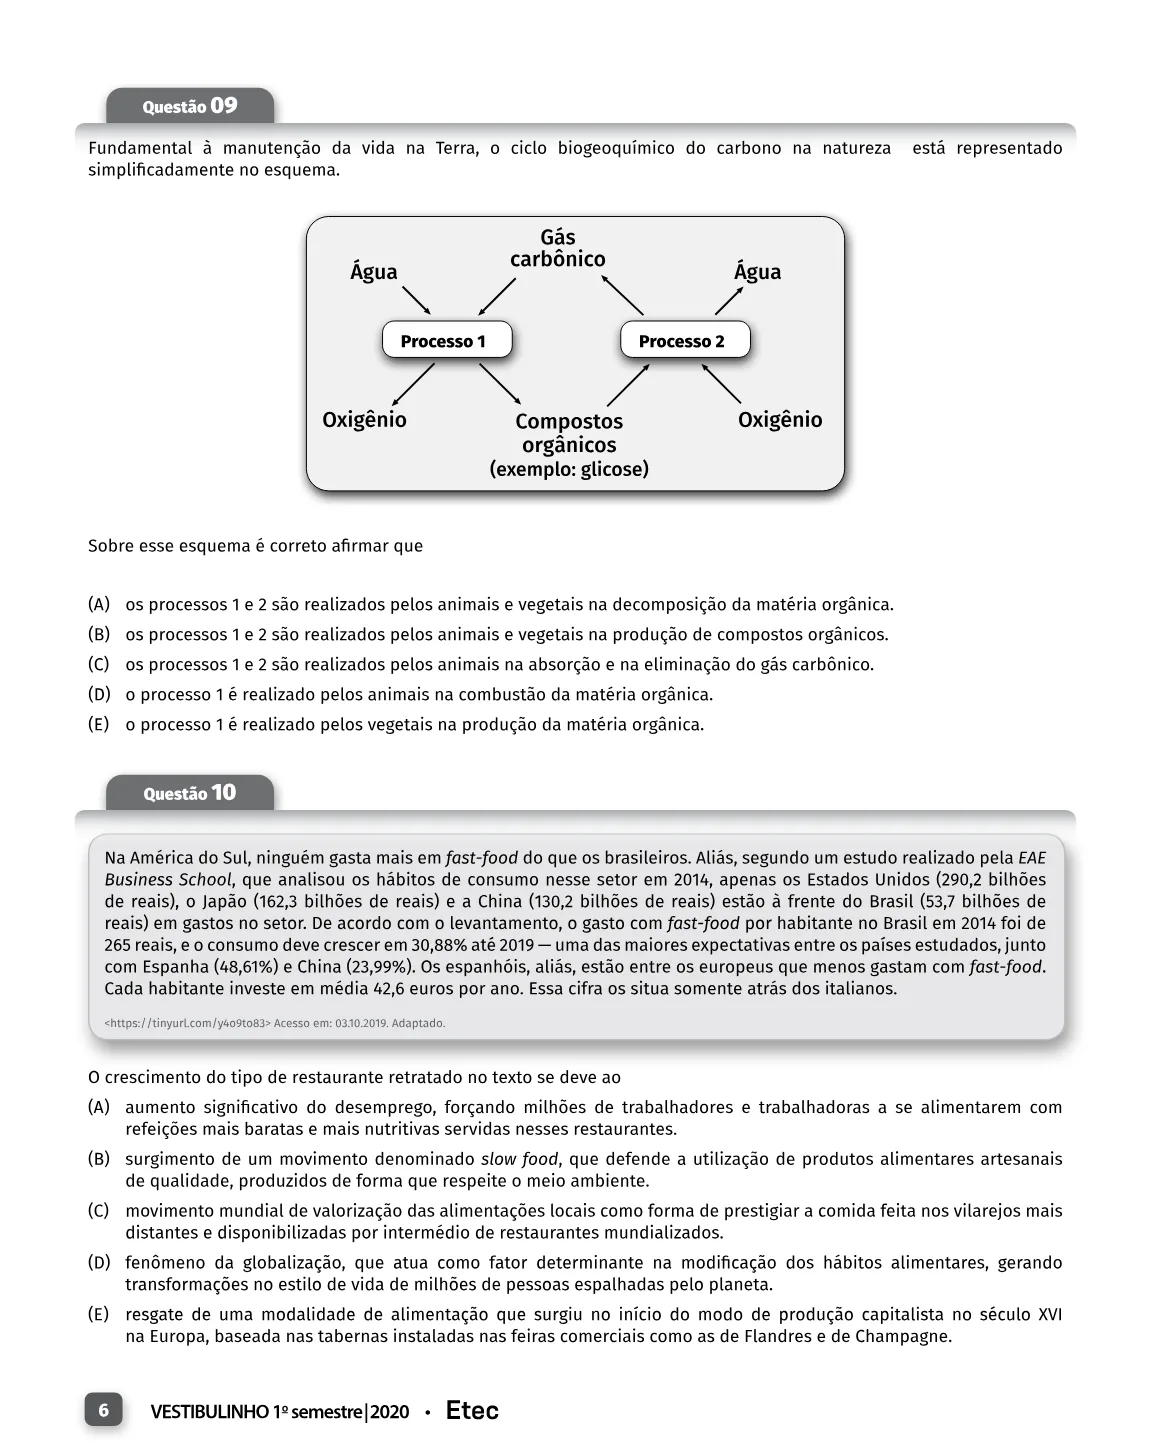 Questão 09
Fundamental à manutenção da vida na Terra, o ciclo biogeoquímico do carbono na natureza está representado
simplificadamente no esquema.
Gás
carbônico
Água
Água
Processo 1
Processo 2
Oxigênio
Compostos
orgânicos
(exemplo: glicose)
Oxigênio
Sobre esse esquema é correto afirmar que
(A) os processos 1 e 2 são realizados pelos animais e vegetais na decomposição da matéria orgânica.
(B) os processos 1 e 2 são realizados pelos animais e vegetais na produção de compostos orgânicos.
(C) os processos 1 e 2 são realizados pelos animais na absorção e na eliminação do gás carbônico.
(D) o processo 1 é realizado pelos animais na combustão da matéria orgânica.
(E) o processo 1 é realizado pelos vegetais na produção da matéria orgânica.
Questão 10
Na América do Sul, ninguém gasta mais em fast-food do que os brasileiros. Aliás, segundo um estudo realizado pela EAE
Business School, que analisou os hábitos de consumo nesse setor em 2014, apenas os Estados Unidos (290,2 bilhões
de reais), o Japão (162,3 bilhões de reais) e a China (130,2 bilhões de reais) estão à frente do Brasil (53,7 bilhões de
reais) em gastos no setor. De acordo com o levantamento, o gasto com fast-food por habitante no Brasil em 2014 foi de
265 reais, e o consumo deve crescer em 30,88% até 2019 — uma das maiores expectativas entre os países estudados, junto
com Espanha (48,61%) e China (23,99%). Os espanhóis, aliás, estão entre os europeus que menos gastam com fast-food.
Cada habitante investe em média 42,6 euros por ano. Essa cifra os situa somente atrás dos italianos.
<https://tinyurl.com/y4o9to83> Acesso em: 03.10.2019. Adaptado.
O crescimento do tipo de restaurante retratado no texto se deve ao
(A) aumento significativo do desemprego, forçando milhões de trabalhadores e trabalhadoras a se alimentarem com
refeições mais baratas e mais nutritivas servidas nesses restaurantes.
(B) surgimento de um movimento denominado slow food, que defende a utilização de produtos alimentares artesanais
de qualidade, produzidos de forma que respeite o meio ambiente.
(C) movimento mundial de valorização das alimentações locais como forma de prestigiar a comida feita nos vilarejos mais
distantes e disponibilizadas por intermédio de restaurantes mundializados.
(D) fenômeno da globalização, que atua como fator determinante na modificação dos hábitos alimentares, gerando
transformações no estilo de vida de milhões de pessoas espalhadas pelo planeta.
(E) resgate de uma modalidade de alimentação que surgiu no início do modo de produção capitalista no século XVI
na Europa, baseada nas tabernas instaladas nas feiras comerciais como as de Flandres e de Champagne.
6 VESTIBULINHO 1º semestre|2020 • Etec